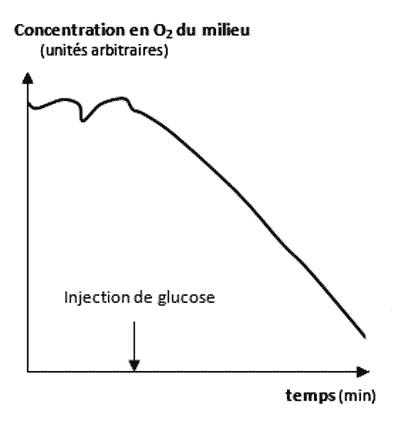 Concentration en O₂ du milieu
(unités arbitraires)
Injection de glucose
temps (min)